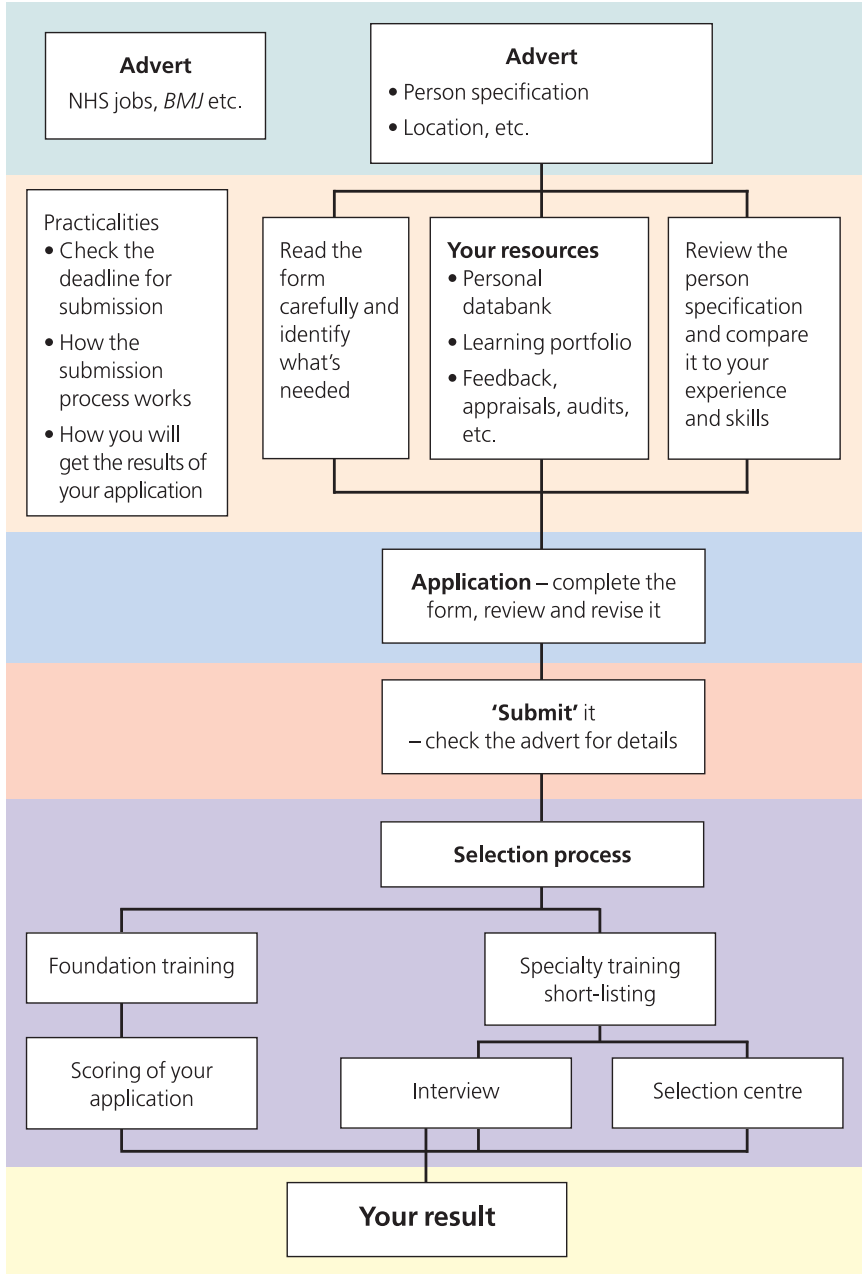 Advert
NHS jobs, BMJ etc.
Advert
• Person specification
• Location, etc.
Practicalities
• Check the
deadline for
submission
• How the
submission
process works
• How you will
get the results of
your application
Read the
form
carefully and
identify
what's
needed
Your resources
• Personal
databank
• Learning portfolio
• Feedback,
appraisals, audits,
etc.
Review the
person
specification
and compare
it to your
experience
and skills
Application – complete the
form, review and revise it
‘Submit’ it
– check the advert for details
Selection process
Foundation training
Specialty training
short-listing
Scoring of your
application
Interview
Selection centre
Your result